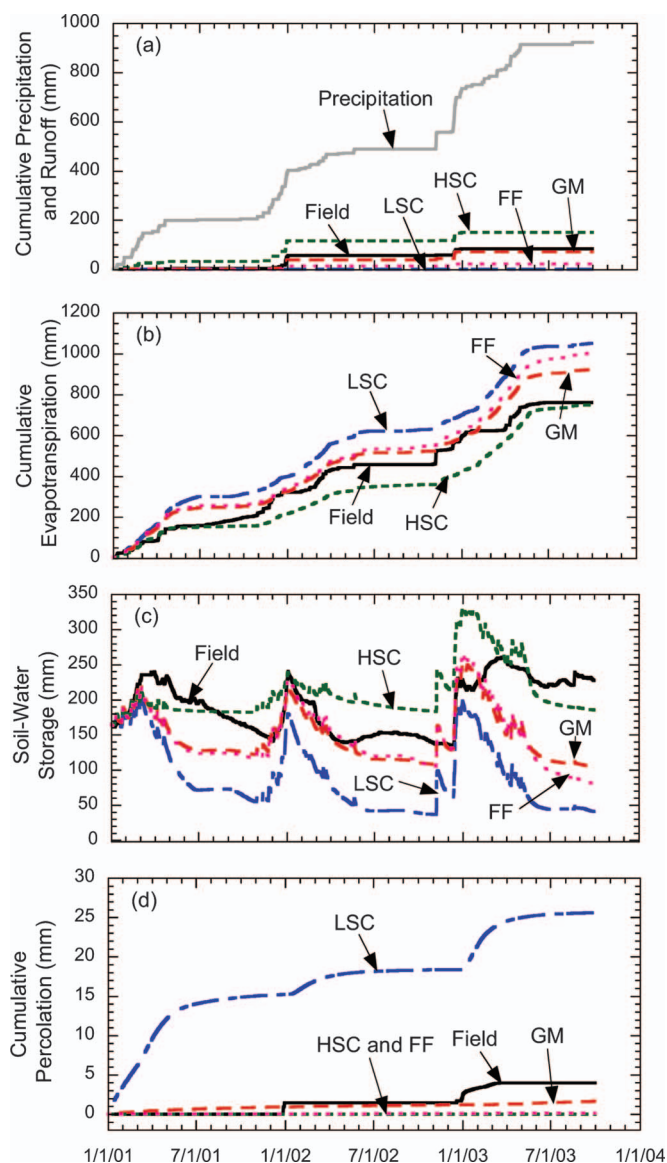 (a)
Cumulative Precipitation
and Runoff (mm)
1000
800
600
400
200
0
Precipitation
Field
LSC
HSC
FF
GM
(b)
Cumulative
Evapotranspiration (mm)
1200
1000
800
600
400
200
0
LSC
FF
GM
Field
HSC
(c)
Soil-Water
Storage (mm)
350
300
250
200
150
100
50
0
Field
HSC
LSC
GM
FF
(d)
Cumulative
Percolation (mm)
30
25
20
15
10
5
0
LSC
HSC and FF
Field
GM
1/1/01 7/1/01 1/1/02 7/1/02 1/1/03 7/1/03 1/1/04